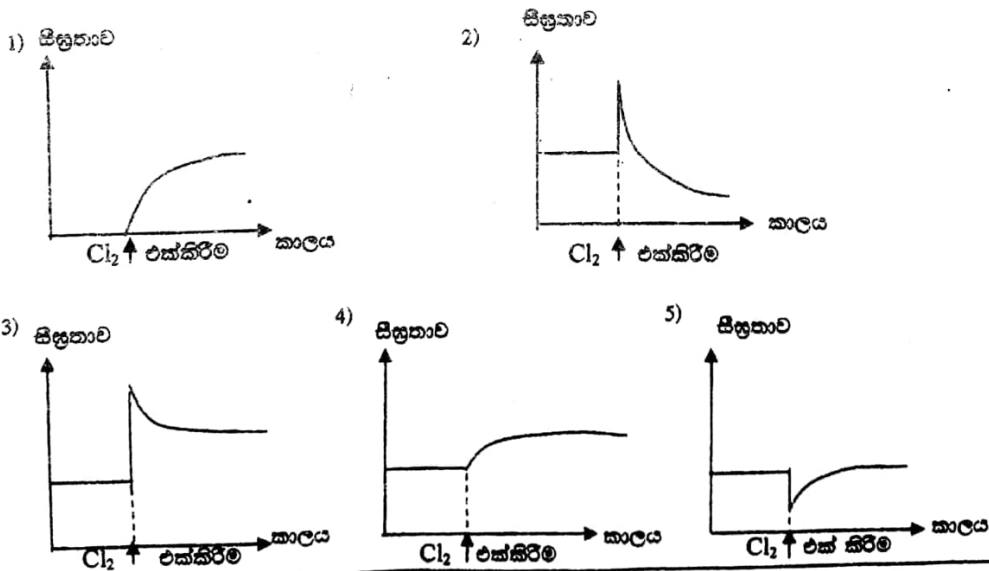 1) සීඝ්‍රතාව
Cl₂ එක්කිරීම
කාලය
2) සීඝ්‍රතාව
Cl₂ එක්කිරීම
කාලය
3) සීඝ්‍රතාව
Cl₂ එක්කිරීම
කාලය
4) සීඝ්‍රතාව
Cl₂ එක්කිරීම
කාලය
5) සීඝ්‍රතාව
Cl₂ එක් කිරීම
කාලය